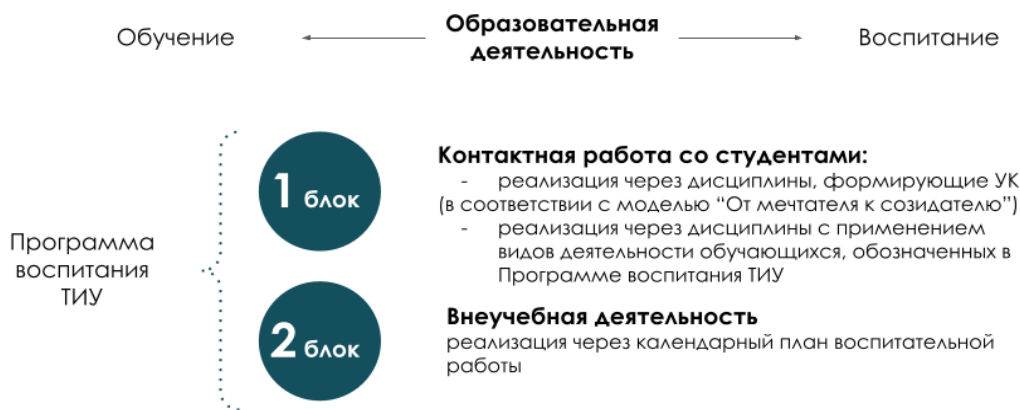 Обучение
Образовательная
деятельность
Воспитание
Программа
воспитания
ТИУ
1 блок
Контактная работа со студентами:
- реализация через дисциплины, формирующие УК
(в соответствии с моделью “От мечтателя к созидателю”)
- реализация через дисциплины с применением
видов деятельности обучающихся, обозначенных в
Программе воспитания ТИУ
2 блок
Внеучебная деятельность
реализация через календарный план воспитательной
работы